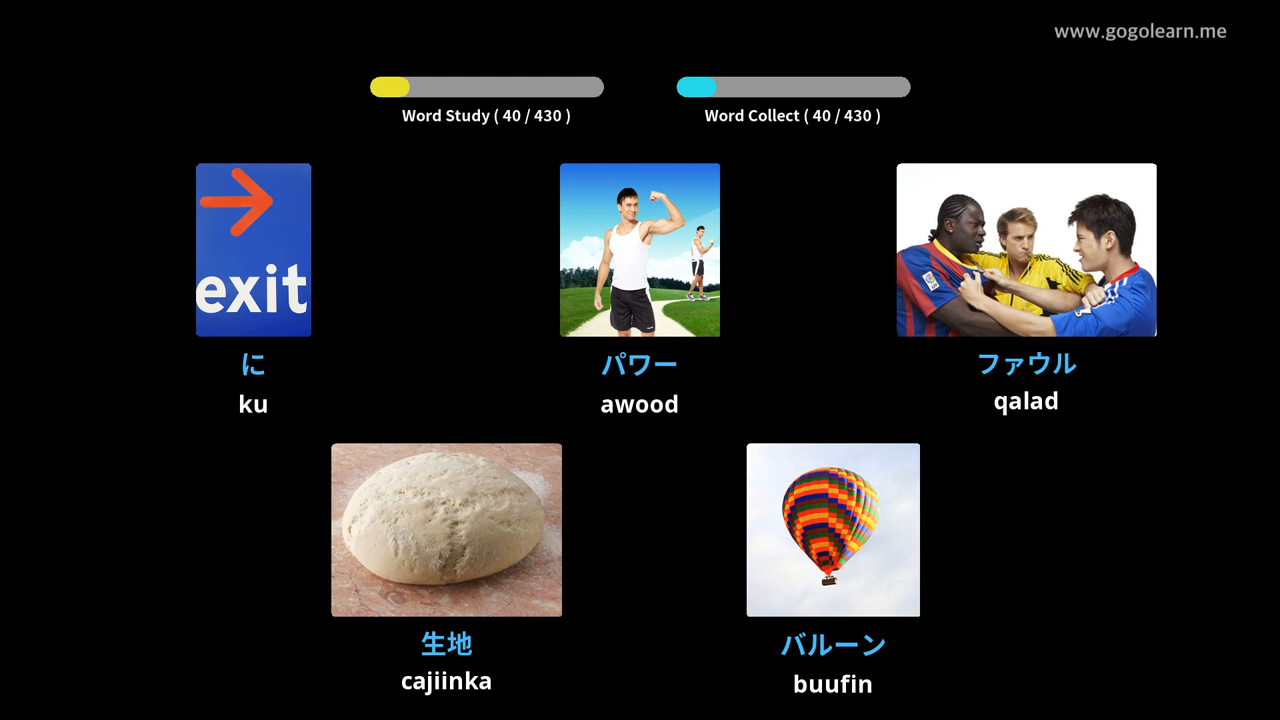 www.gogolearn.me
Word Study ( 40 / 430 )
Word Collect ( 40 / 430 )
exit
に
ku
パワー
awood
ファウル
qalad
生地
cajiinka
バルーン
buufin